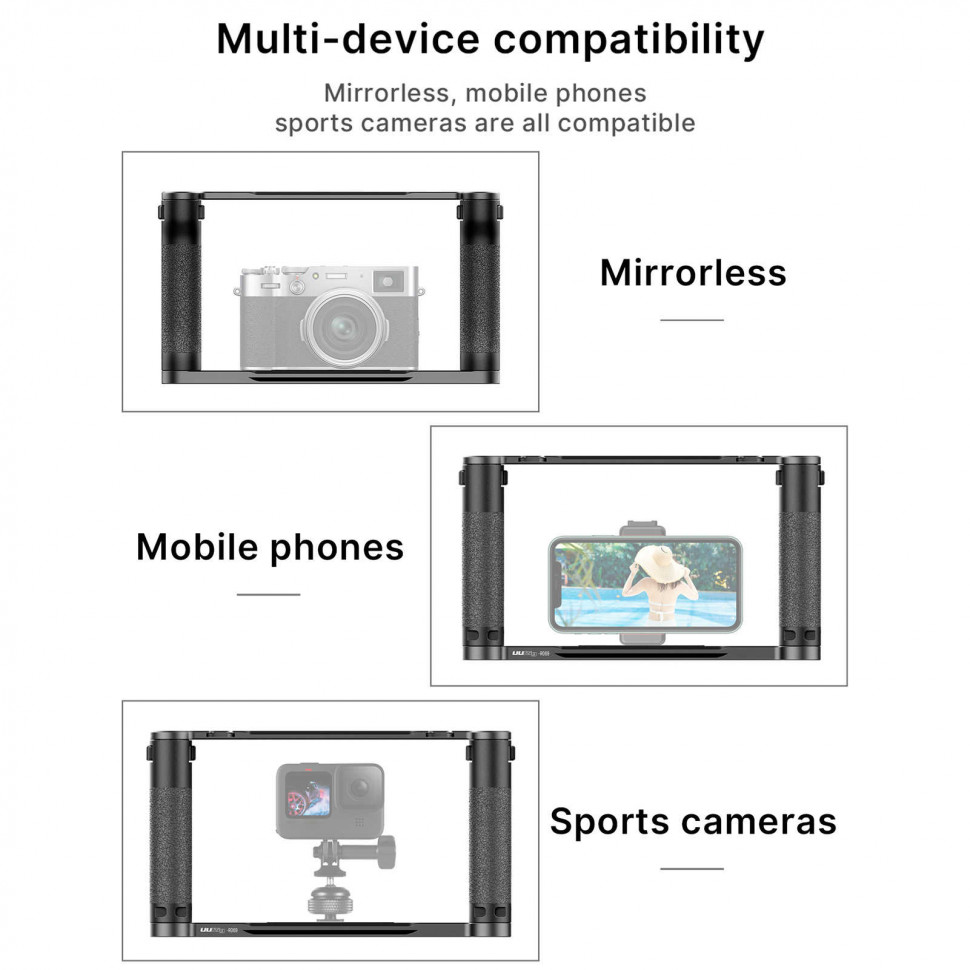 Multi-device compatibility
Mirrorless, mobile phones
sports cameras are all compatible
Mirrorless
Mobile phones
Sports cameras